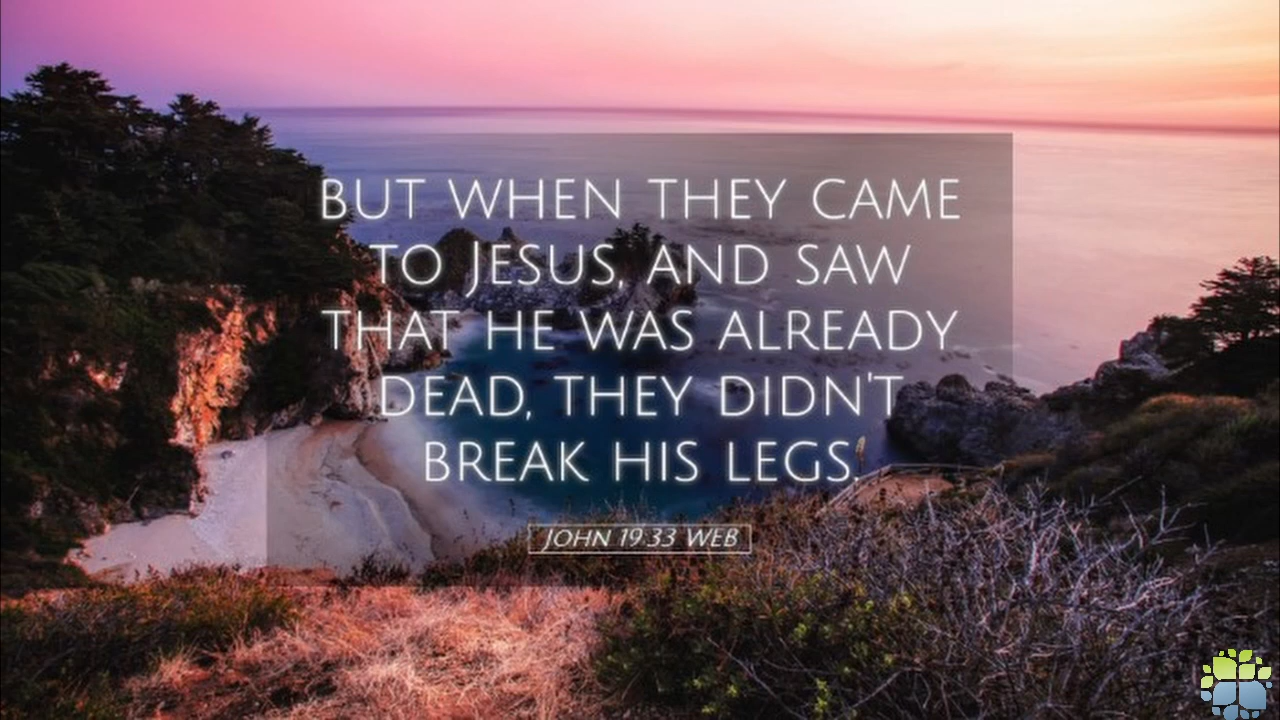 BUT WHEN THEY CAME
TO JESUS, AND SAW
THAT HE WAS ALREADY
DEAD, THEY DIDN'T
BREAK HIS LEGS.
JOHN 19:33 WEB